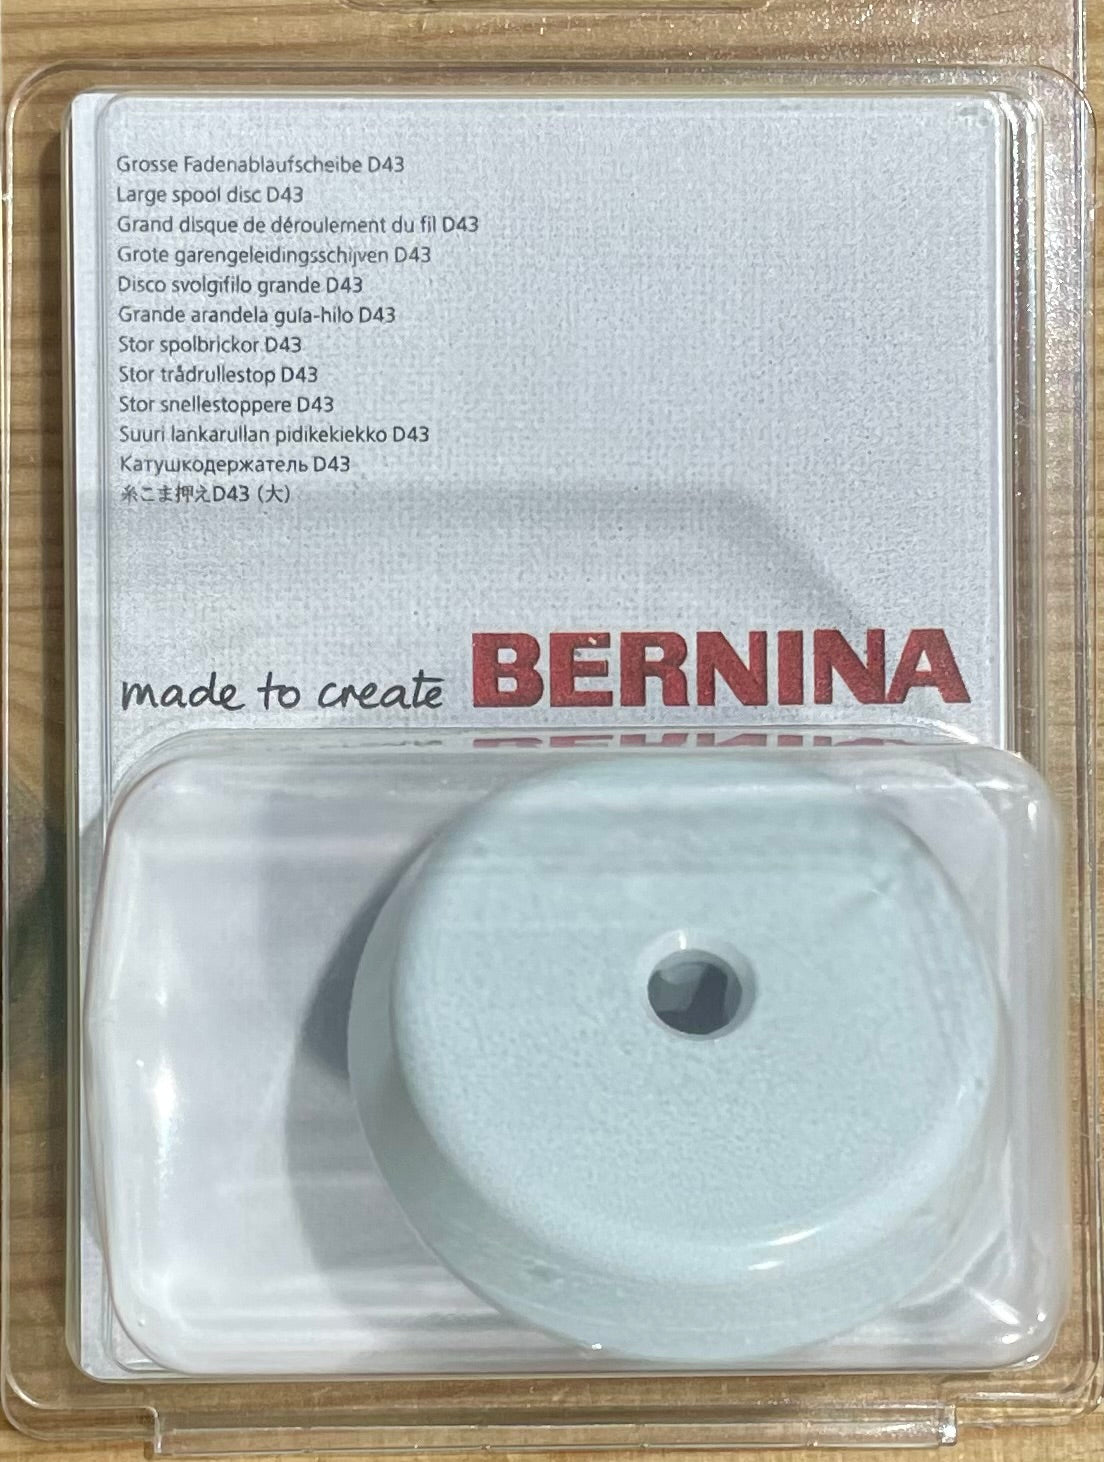 Grosse Fadenablaufscheibe D43
Large spool disc D43
Grand disque de déroulement du fil D43
Grote garengeleidingsschijven D43
Disco svolgifilo grande D43
Grande arandela guía-hilo D43
Stor spolbrickor D43
Stor trådrullestop D43
Stor snellestoppere D43
Suuri lankarullan pidikekiekko D43
Катушкодержатель D43
糸こま押えD43（大）
made to create BERNINA